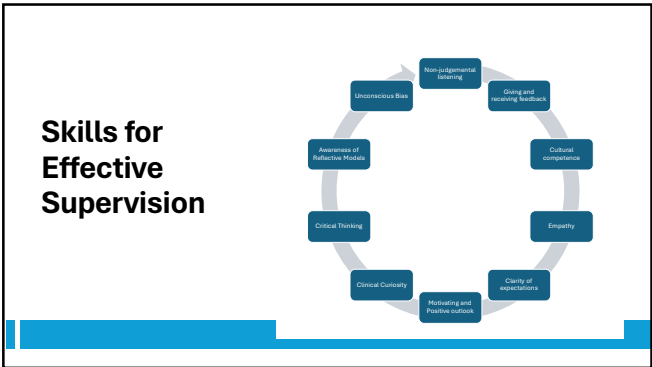 Skills for
Effective
Supervision
Non-judgemental
listening
Giving and
receiving feedback
Cultural
competence
Empathy
Clarity of
expectations
Motivating and
Positive outlook
Clinical Curiosity
Critical Thinking
Awareness of
Reflective Models
Unconscious Bias